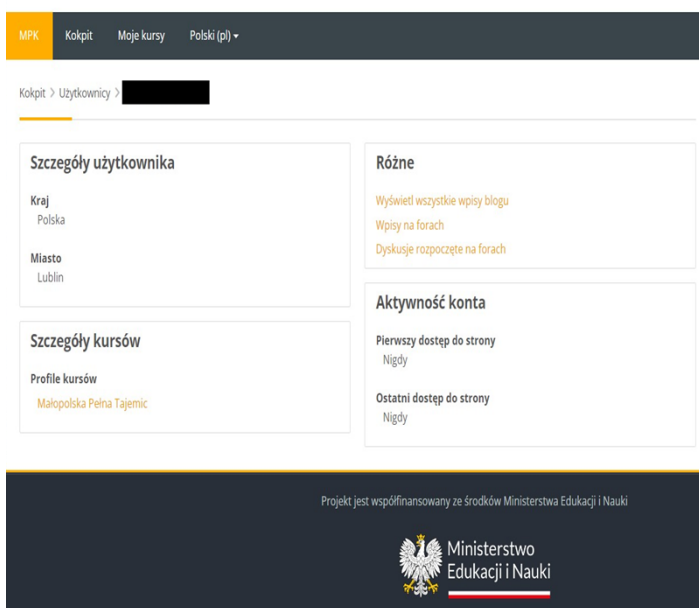 MPK Kokpit Moje kursy Polski (pl)
Kokpit > Użytkownicy >
Szczegóły użytkownika
Kraj
Polska
Miasto
Lublin
Szczegóły kursów
Profile kursów
Małopolska Pełna Tajemic
Różne
Wyświetl wszystkie wpisy blogu
Wpisy na forach
Dyskusje rozpoczęte na forach
Aktywność konta
Pierwszy dostęp do strony
Nigdy
Ostatni dostęp do strony
Nigdy
Projekt jest współfinansowany ze środków Ministerstwa Edukacji i Nauki
Ministerstwo
Edukacji i Nauki